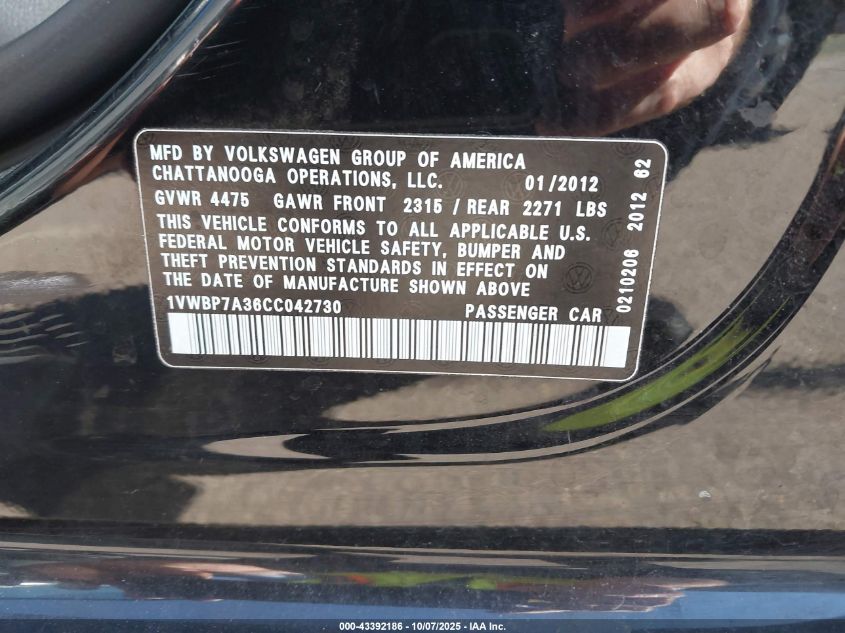 MFD BY VOLKSWAGEN GROUP OF AMERICA
CHATTANOOGA OPERATIONS, LLC. 01/2012
GVWR 4475 GAWR FRONT 2315 / REAR 2271 LBS
THIS VEHICLE CONFORMS TO ALL APPLICABLE U.S.
FEDERAL MOTOR VEHICLE SAFETY, BUMPER AND
THEFT PREVENTION STANDARDS IN EFFECT ON
THE DATE OF MANUFACTURE SHOWN ABOVE
1VWBP7A36CC042730 PASSENGER CAR
0210206 2012 62
000-43392186 - 10/07/2025 - IAA Inc.